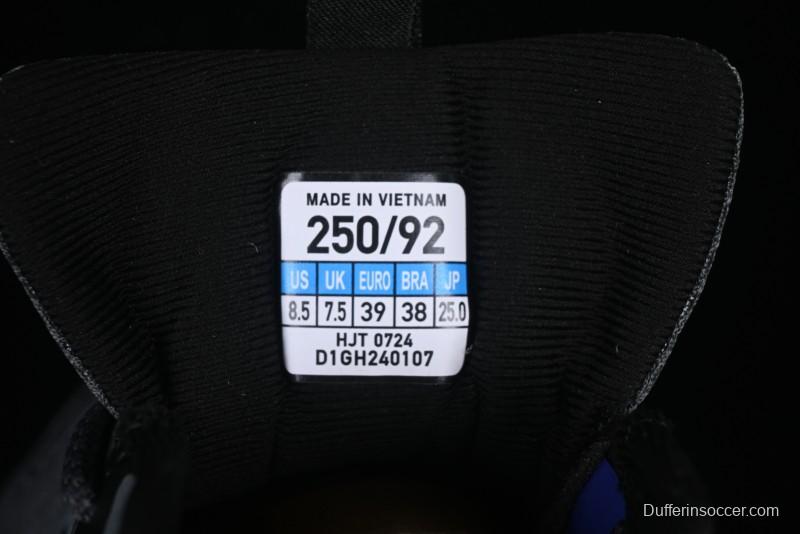 MADE IN VIETNAM
250/92
US UK EURO BRA JP
8.5 7.5 39 38 25.0
HJT 0724
D1GH240107
Dufferinsoccer.com